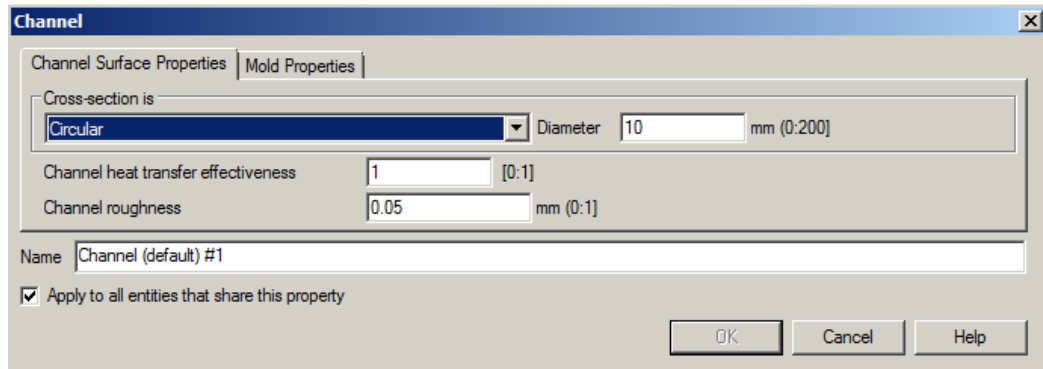 Channel
Channel Surface Properties Mold Properties
Cross-section is
Circular Diameter 10 mm (0:200]
Channel heat transfer effectiveness 1 [0:1]
Channel roughness 0.05 mm (0:1]
Name Channel (default) #1
Apply to all entities that share this property
OK Cancel Help